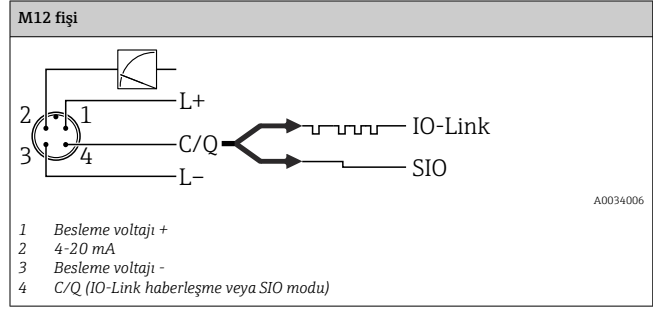 M12 fişi
2
1
L+
3
4
C/Q
L–
IO-Link
SIO
A0034006
1 Besleme voltajı +
2 4-20 mA
3 Besleme voltajı -
4 C/Q (IO-Link haberleşme veya SIO modu)